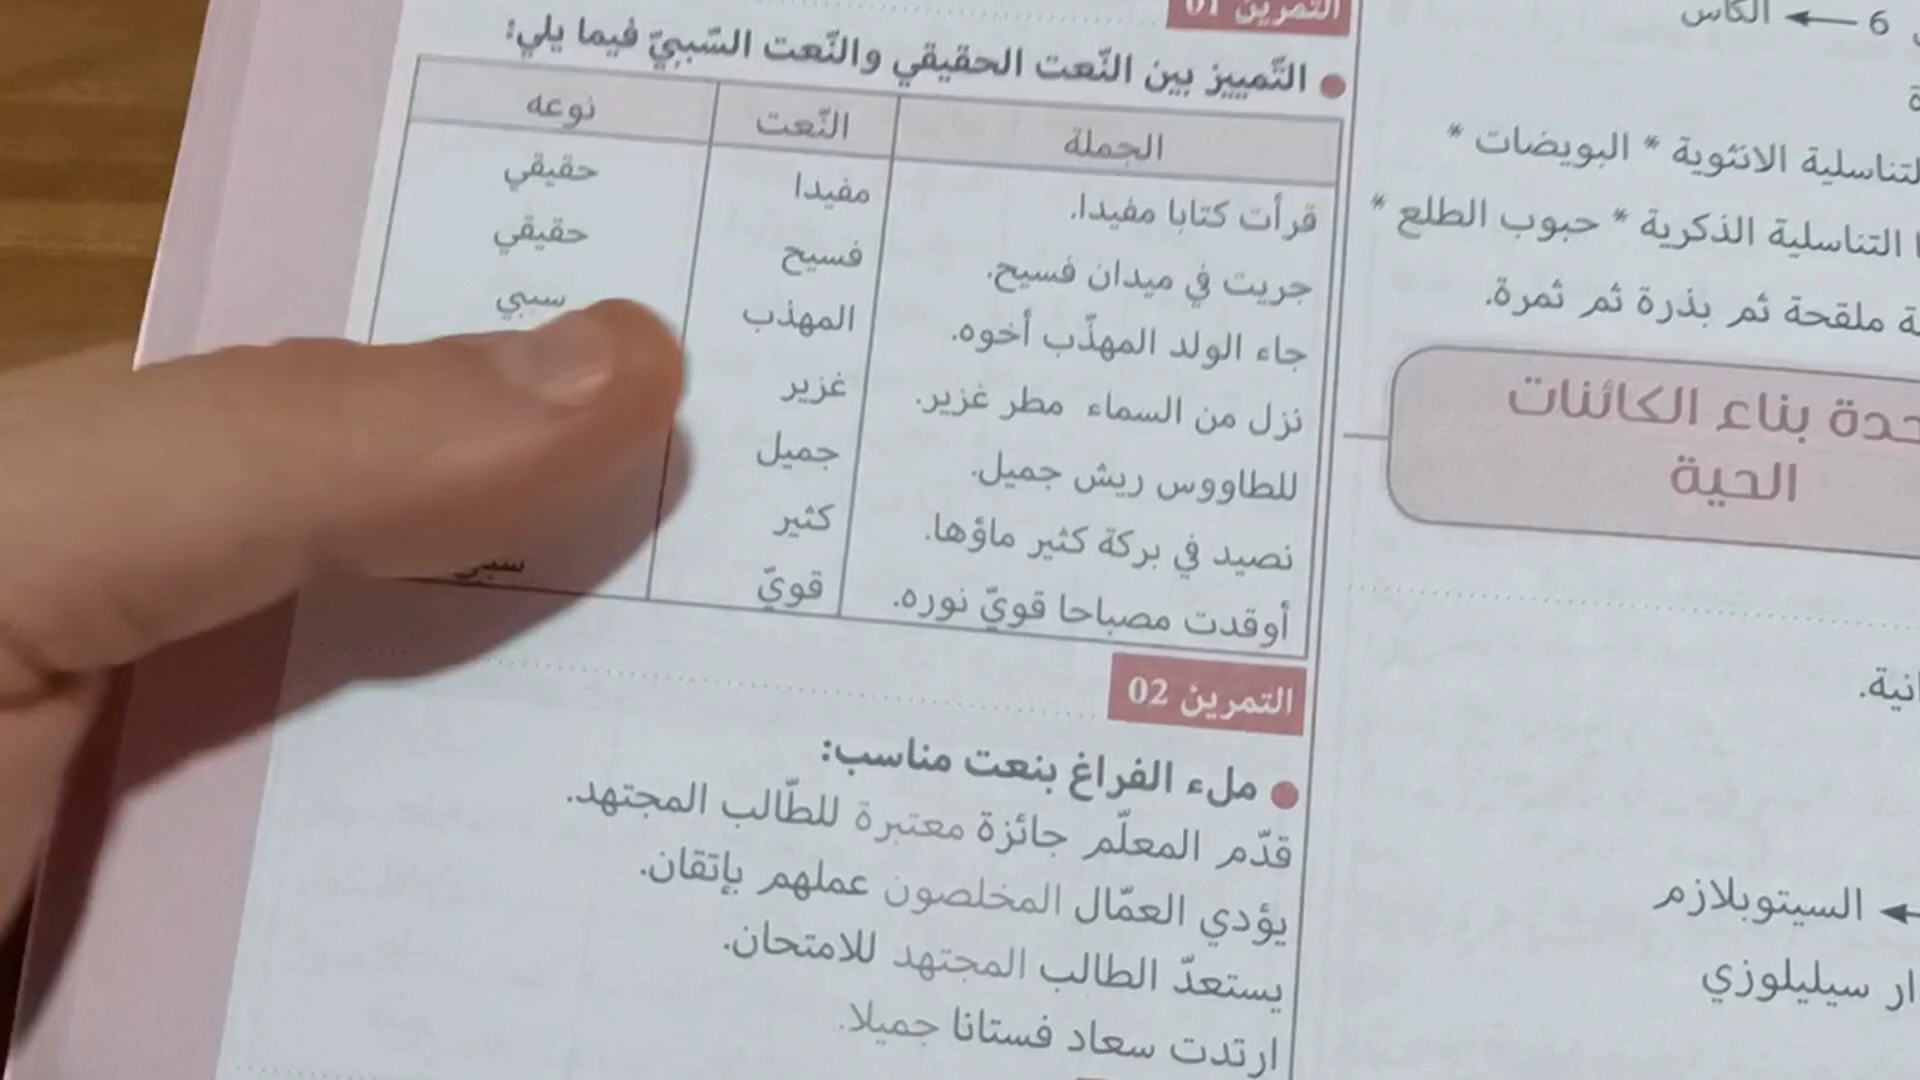 التمرين 01
● التّمييز بين النّعت الحقيقي والنّعت السّببيّ فيما يلي:
الجملة النّعت نوعه
قرأت كتابا مفيدا. مفيدا حقيقي
جريت في ميدان فسيح. فسيح حقيقي
جاء الولد المهذّب أخوه. المهذب سببي
نزل من السماء مطر غزير. غزير
للطاووس ريش جميل. جميل
نصيد في بركة كثير ماؤها. كثير
أوقدت مصباحا قويّ نوره. قويّ سببي
التمرين 02
● ملء الفراغ بنعت مناسب:
قدّم المعلّم جائزة معتبرة للطّالب المجتهد.
يؤدي العمّال المخلصون عملهم بإتقان.
يستعدّ الطالب المجتهد للامتحان.
ارتدت سعاد فستانا جميلا.
6 ← الكأس
التناسلية الانثوية * البويضات *
التناسلية الذكرية * حبوب الطلع *
ملقحة ثم بذرة ثم ثمرة.
بناء الكائنات
الحية
← السيتوبلازم
سيليلوزي